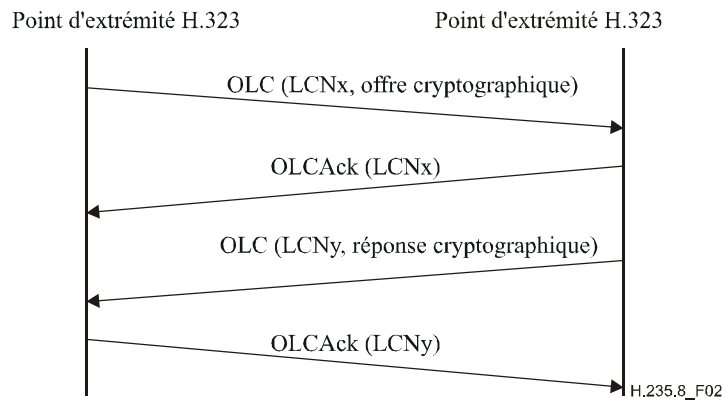 Point d'extrémité H.323
Point d'extrémité H.323
OLC (LCNx, offre cryptographique)
OLCAck (LCNx)
OLC (LCNy, réponse cryptographique)
OLCAck (LCNy)
H.235.8_F02